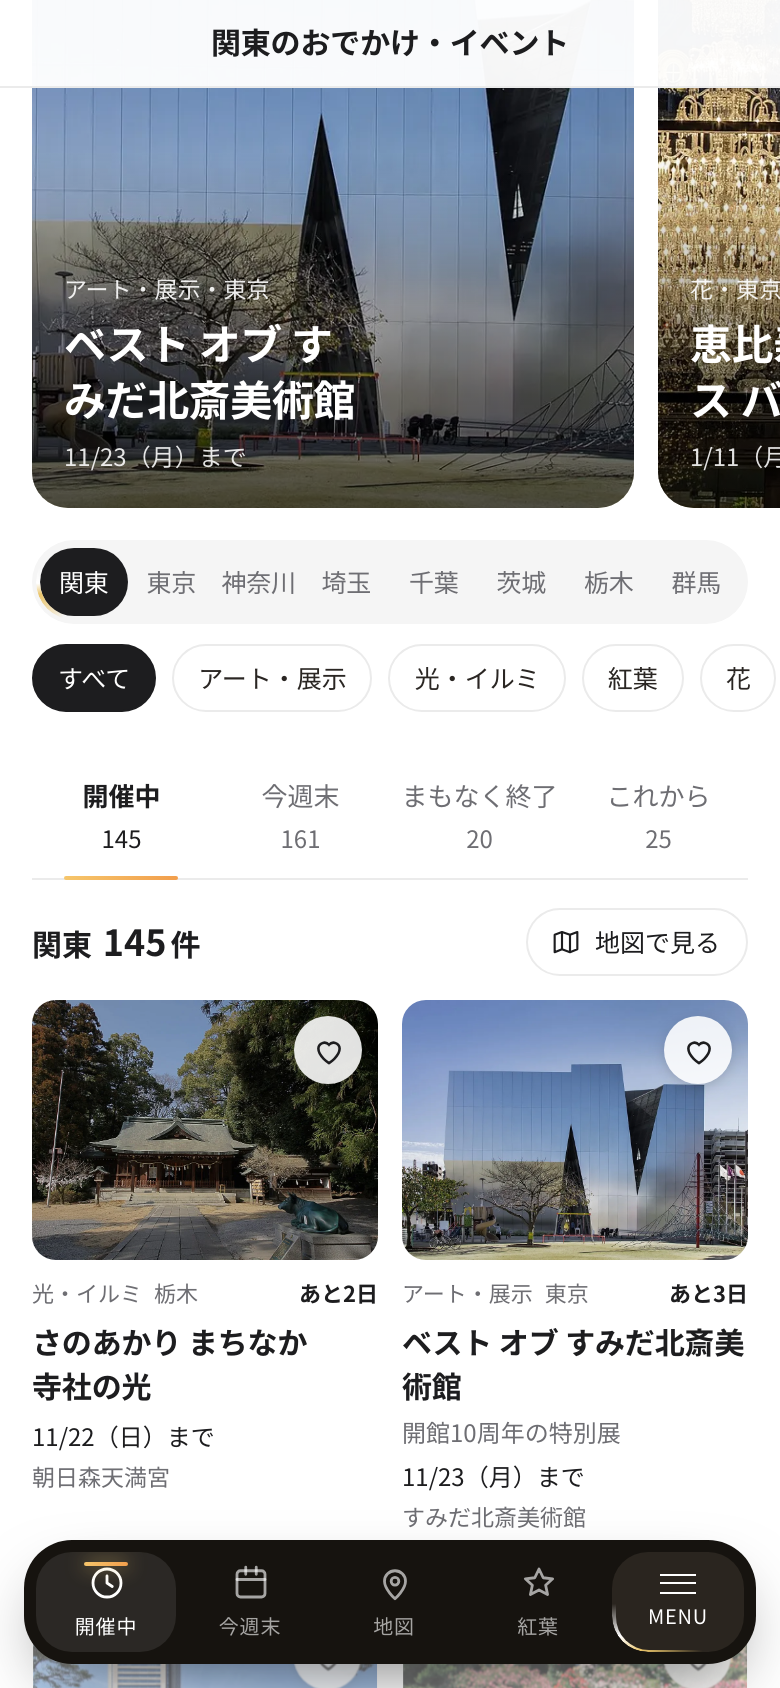 関東のおでかけ・イベント
アート・展示・東京
ベスト オブ す
みだ北斎美術館
11/23（月）まで
花・東京
恵比
ス バ
1/11（月
関東 東京 神奈川 埼玉 千葉 茨城 栃木 群馬
すべて アート・展示 光・イルミ 紅葉 花
開催中 今週末 まもなく終了 これから
145 161 20 25
関東 145件
地図で見る
光・イルミ 栃木 あと2日
さのあかり まちなか
寺社の光
11/22（日）まで
朝日森天満宮
アート・展示 東京 あと3日
ベスト オブ すみだ北斎美
術館
開館10周年の特別展
11/23（月）まで
すみだ北斎美術館
開催中 今週末 地図 紅葉 MENU